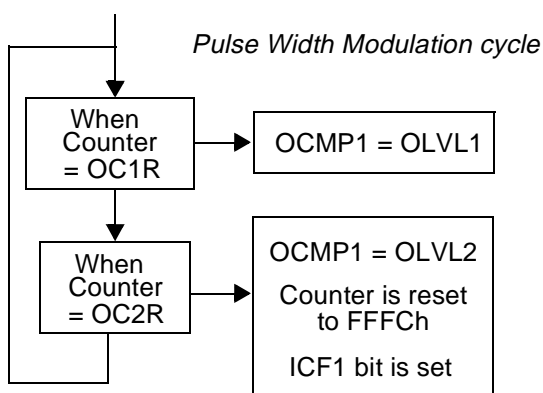 Pulse Width Modulation cycle
When
Counter
= OC1R
OCMP1 = OLVL1
When
Counter
= OC2R
OCMP1 = OLVL2
Counter is reset
to FFFCh
ICF1 bit is set